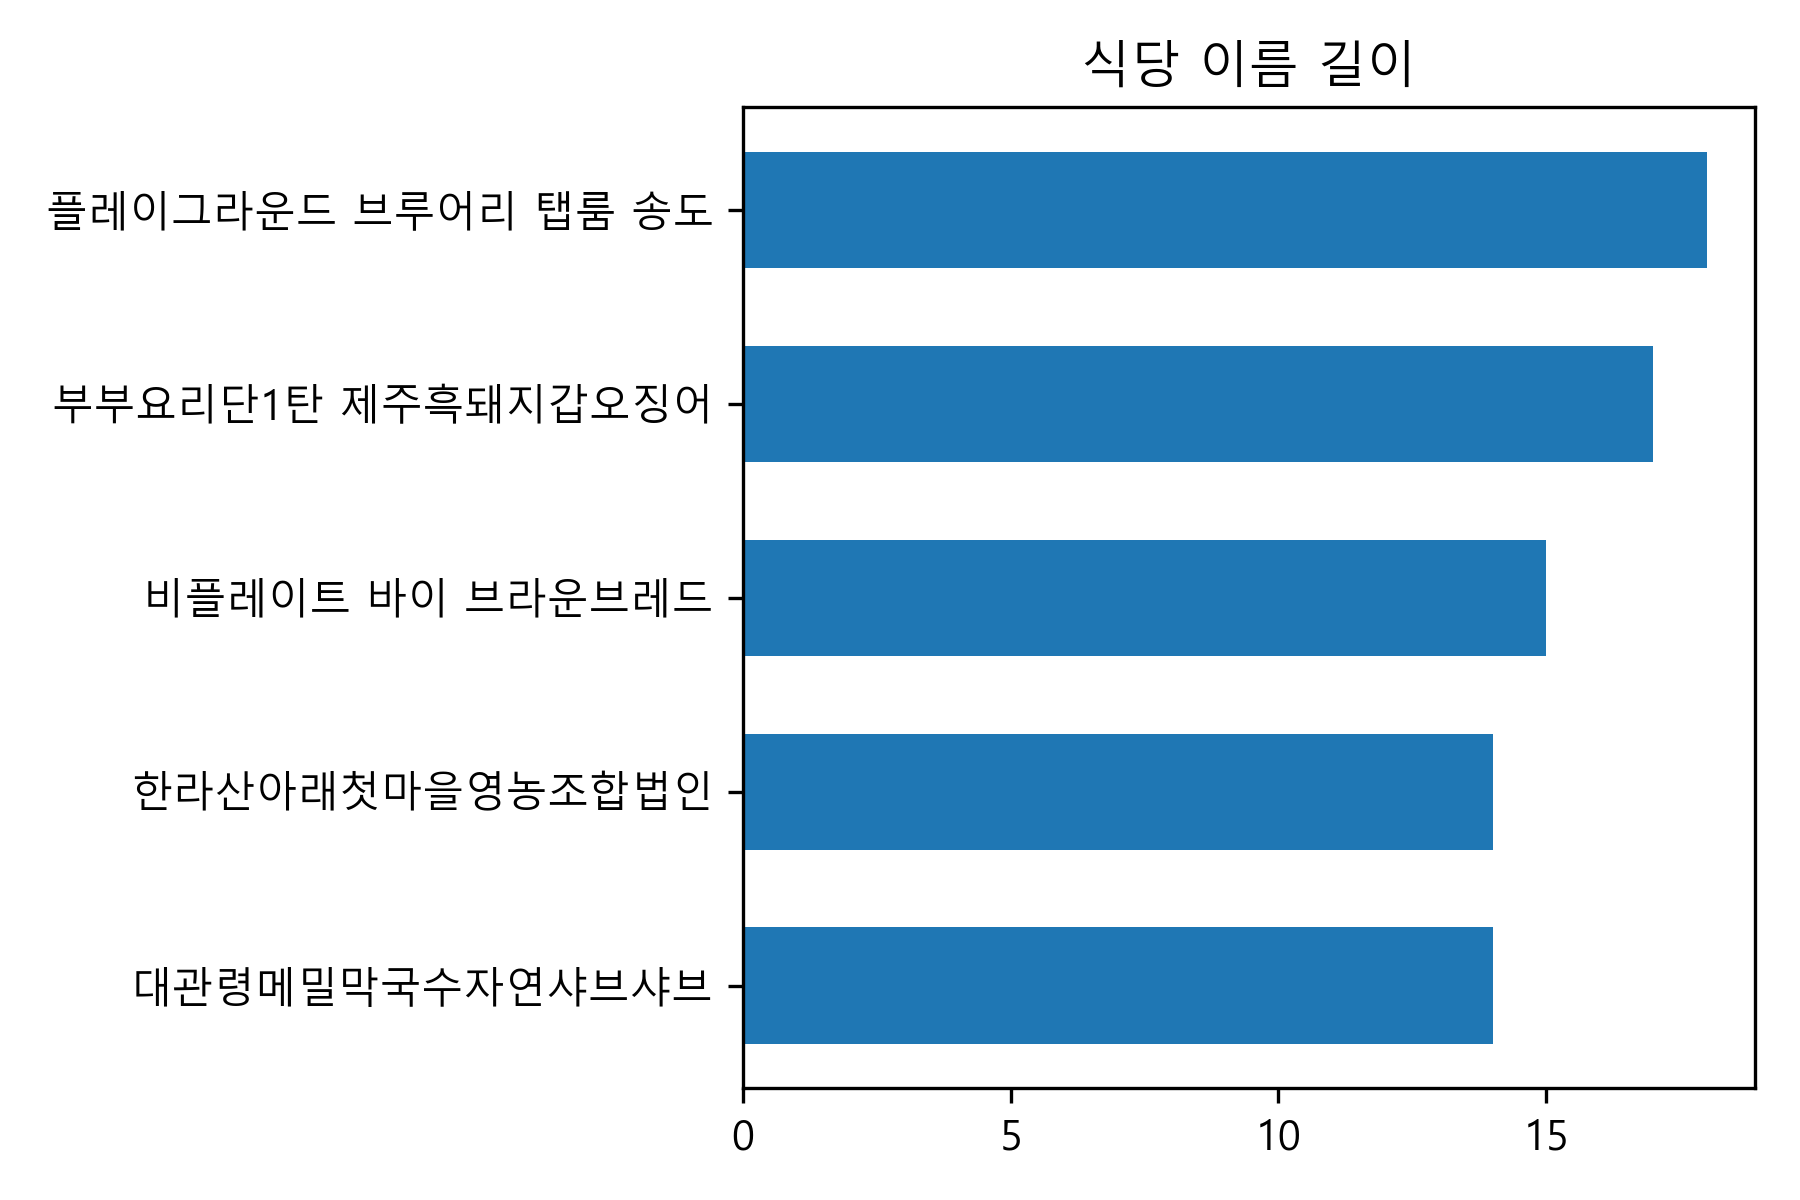 식당 이름 길이
플레이그라운드 브루어리 탭룸 송도
부부요리단1탄 제주흑돼지갑오징어
비플레이트 바이 브라운브레드
한라산아래첫마을영농조합법인
대관령메밀막국수자연샤브샤브
0 5 10 15